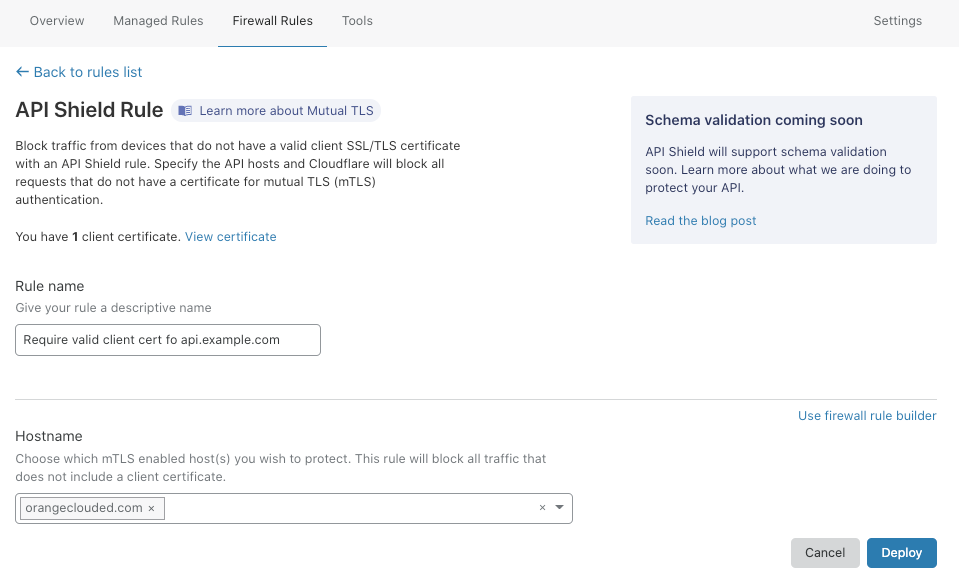 Overview Managed Rules Firewall Rules Tools Settings
← Back to rules list
API Shield Rule Learn more about Mutual TLS
Block traffic from devices that do not have a valid client SSL/TLS certificate
with an API Shield rule. Specify the API hosts and Cloudflare will block all
requests that do not have a certificate for mutual TLS (mTLS)
authentication.
You have 1 client certificate. View certificate
Schema validation coming soon
API Shield will support schema validation
soon. Learn more about what we are doing to
protect your API.
Read the blog post
Rule name
Give your rule a descriptive name
Require valid client cert fo api.example.com
Use firewall rule builder
Hostname
Choose which mTLS enabled host(s) you wish to protect. This rule will block all traffic that
does not include a client certificate.
orangeclouded.com × ×
Cancel Deploy